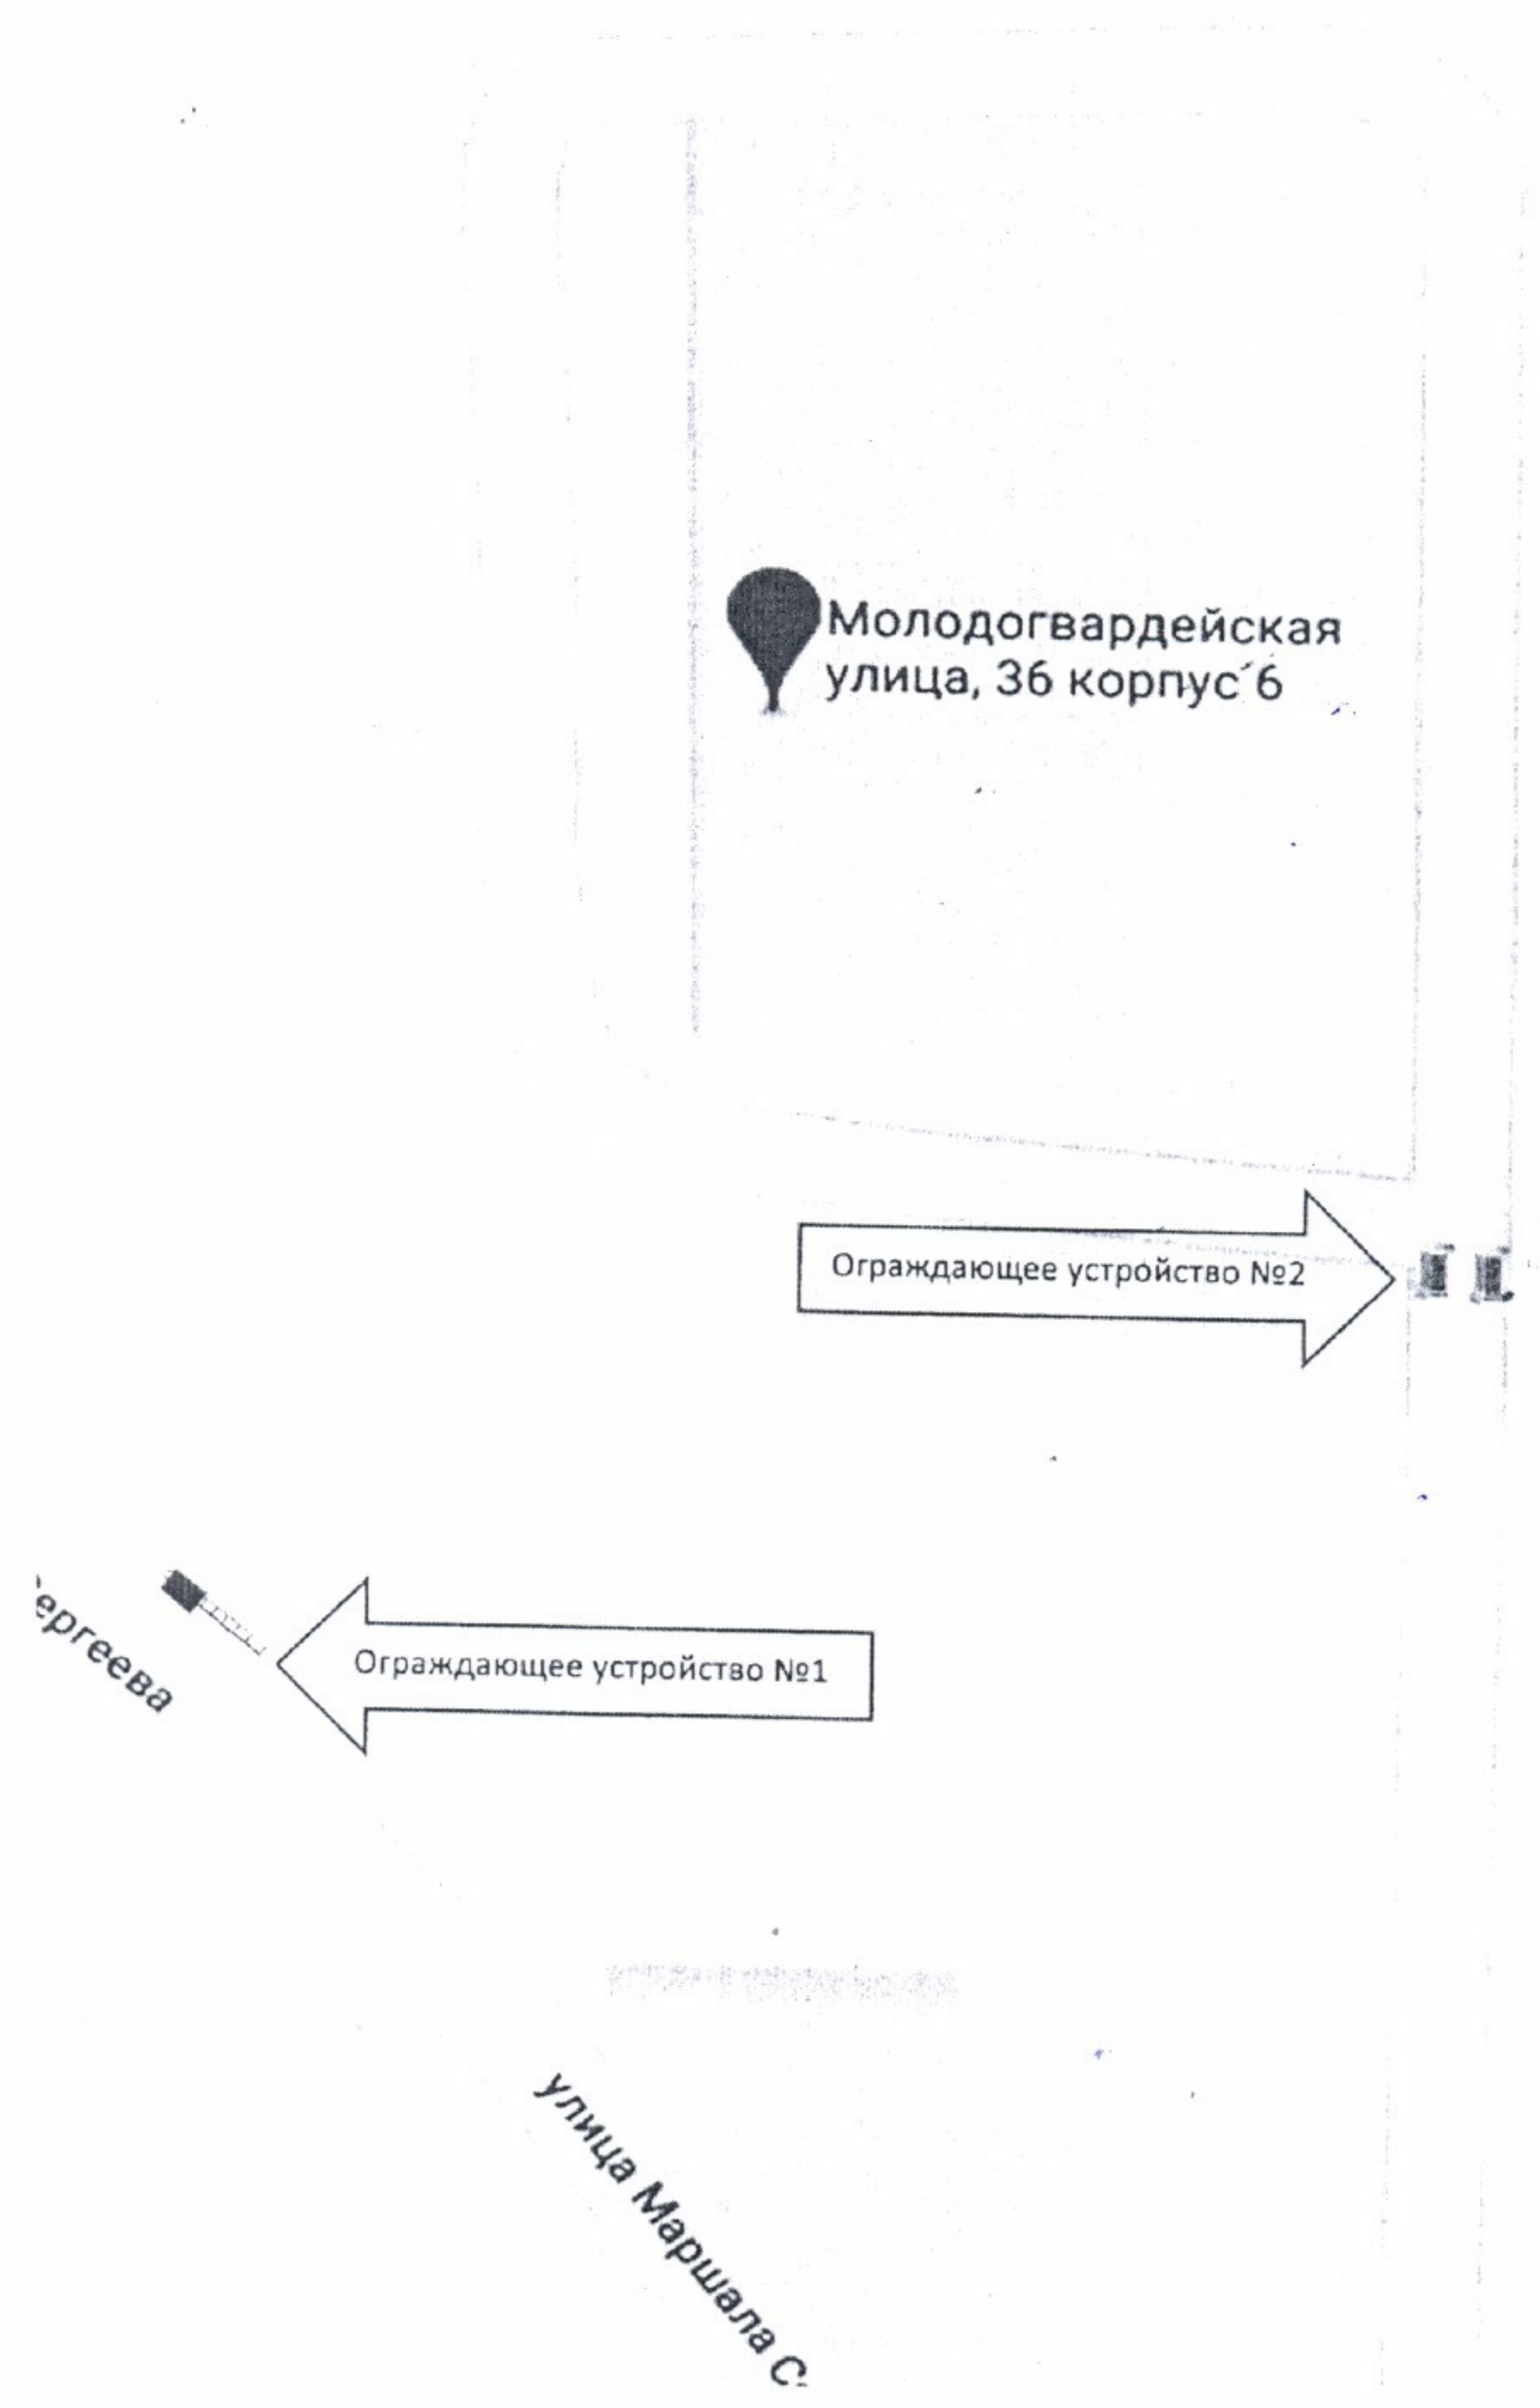 Молодогвардейская
улица, 36 корпус 6
Ограждающее устройство №2
Ограждающее устройство №1
ергеева
улица Маршала С